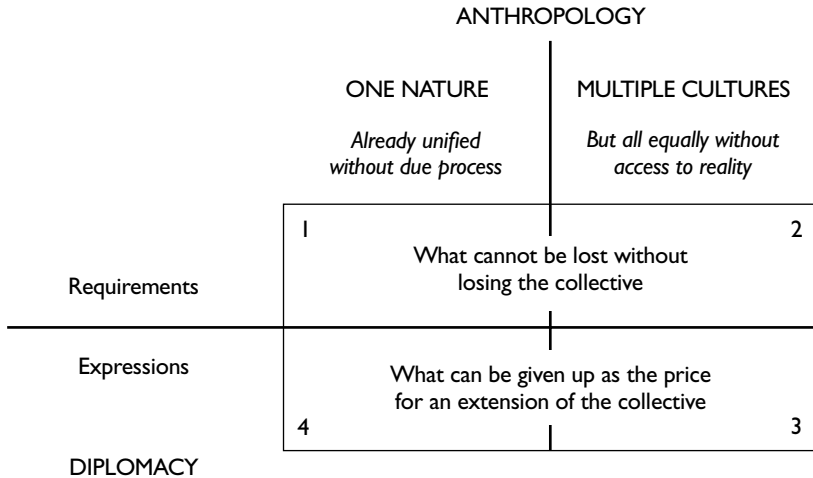 ANTHROPOLOGY
ONE NATURE
MULTIPLE CULTURES
Already unified
without due process
But all equally without
access to reality
1
2
What cannot be lost without
losing the collective
Requirements
Expressions
What can be given up as the price
for an extension of the collective
4
3
DIPLOMACY